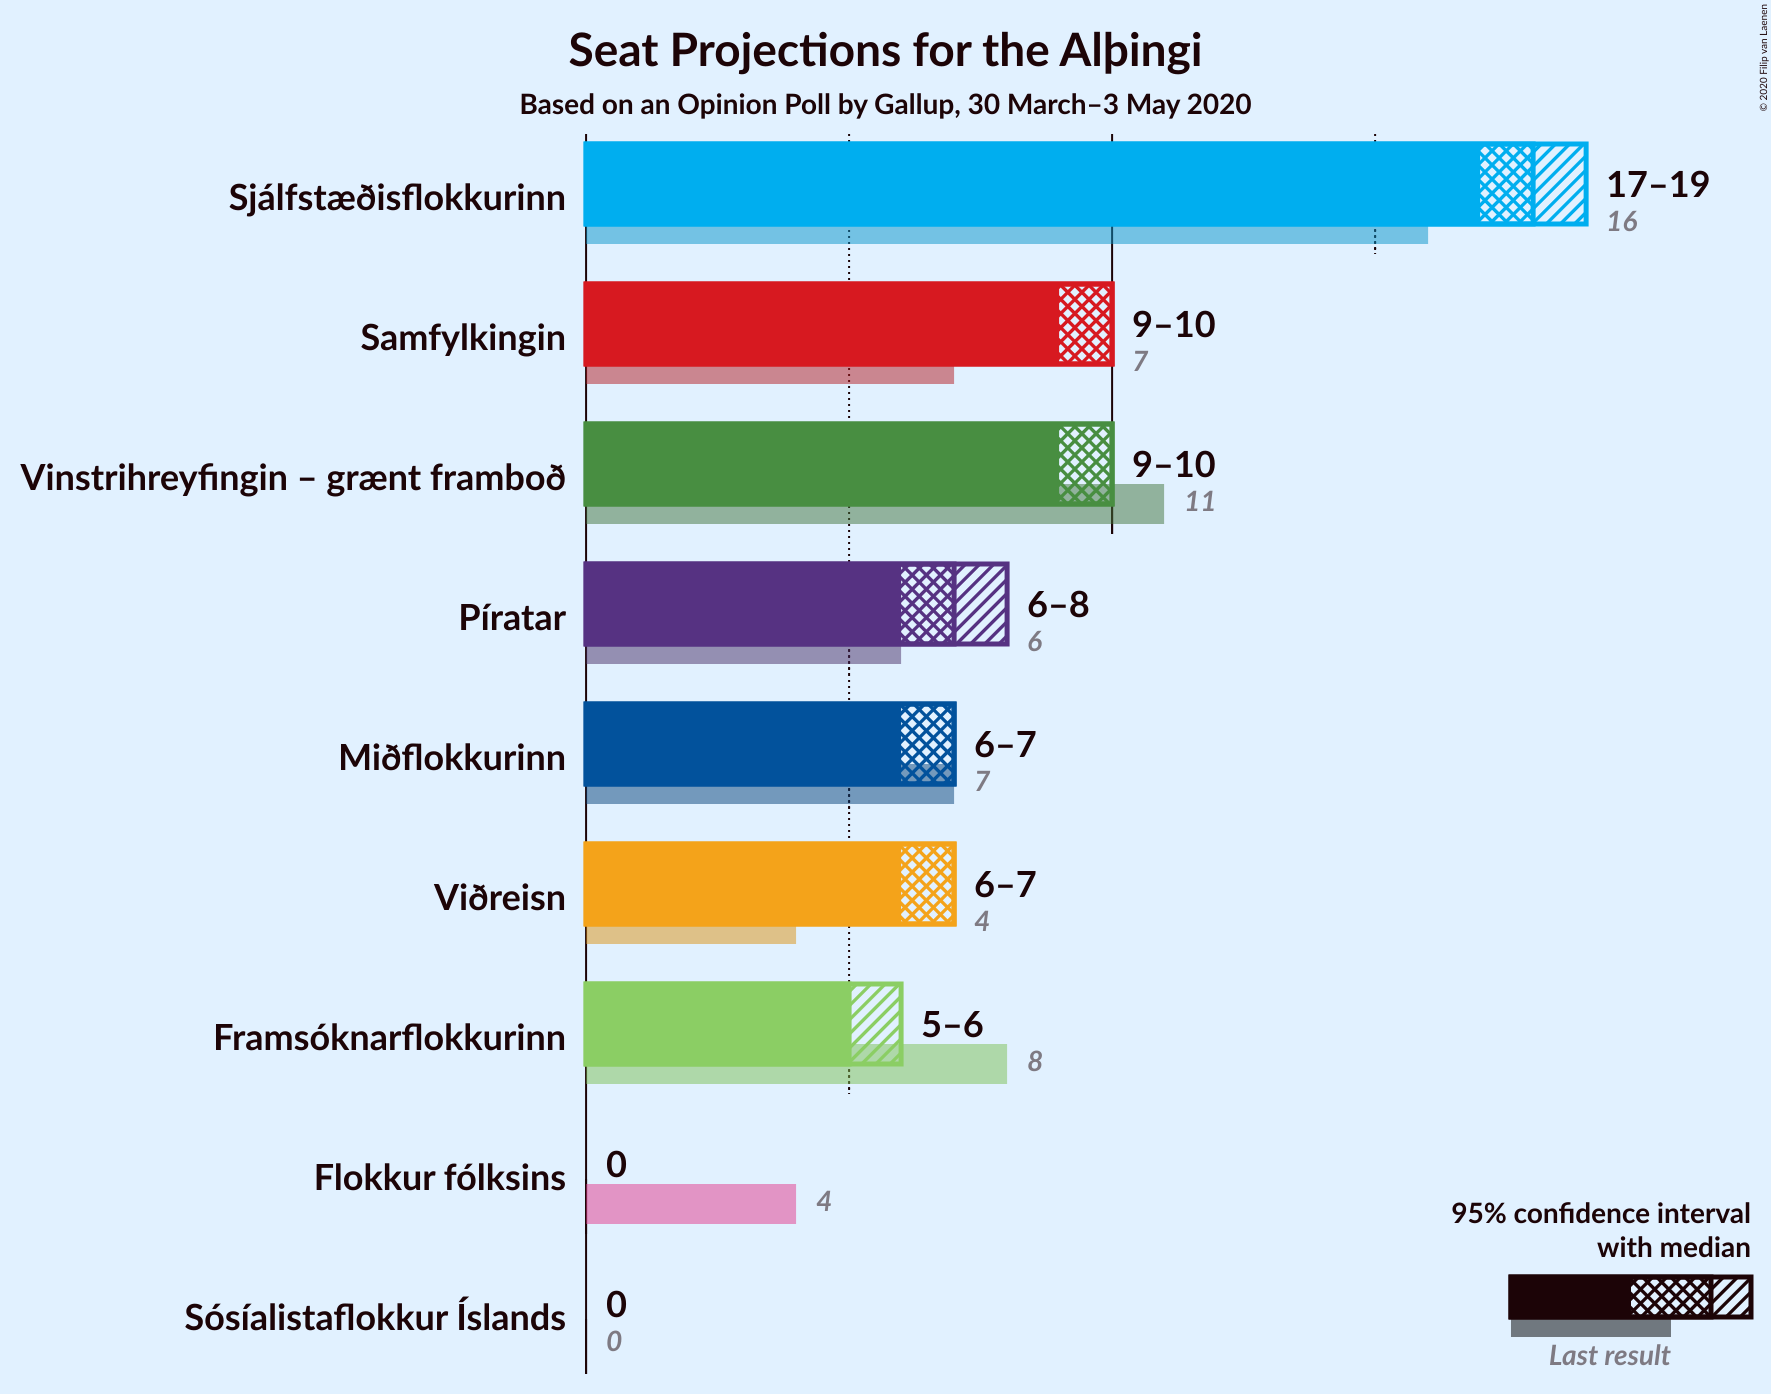 Seat Projections for the Alþingi
Based on an Opinion Poll by Gallup, 30 March–3 May 2020
© 2020 Filip van Laenen
Sjálfstæðisflokkurinn
17–19
16
Samfylkingin
9–10
7
Vinstrihreyfingin – grænt framboð
9–10
11
Píratar
6–8
6
Miðflokkurinn
6–7
7
Viðreisn
6–7
4
Framsóknarflokkurinn
5–6
8
Flokkur fólksins
0
4
Sósíalistaflokkur Íslands
0
0
95% confidence interval
with median
Last result